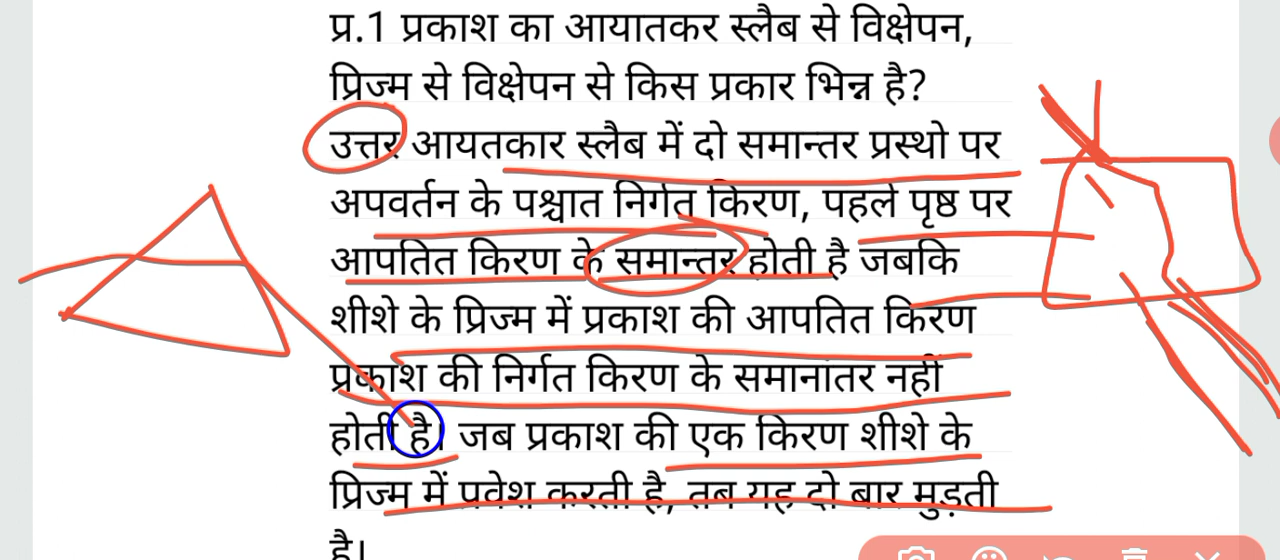 प्र.1 प्रकाश का आयातकर स्लैब से विक्षेपन,
प्रिज्म से विक्षेपन से किस प्रकार भिन्न है?
उत्तर आयतकार स्लैब में दो समान्तर प्रस्थो पर
अपवर्तन के पश्चात निर्गत किरण, पहले पृष्ठ पर
आपतित किरण के समान्तर होती है जबकि
शीशे के प्रिज्म में प्रकाश की आपतित किरण
प्रकाश की निर्गत किरण के समानांतर नहीं
होती है। जब प्रकाश की एक किरण शीशे के
प्रिज्म में प्रवेश करती है, तब यह दो बार मुड़ती
है।